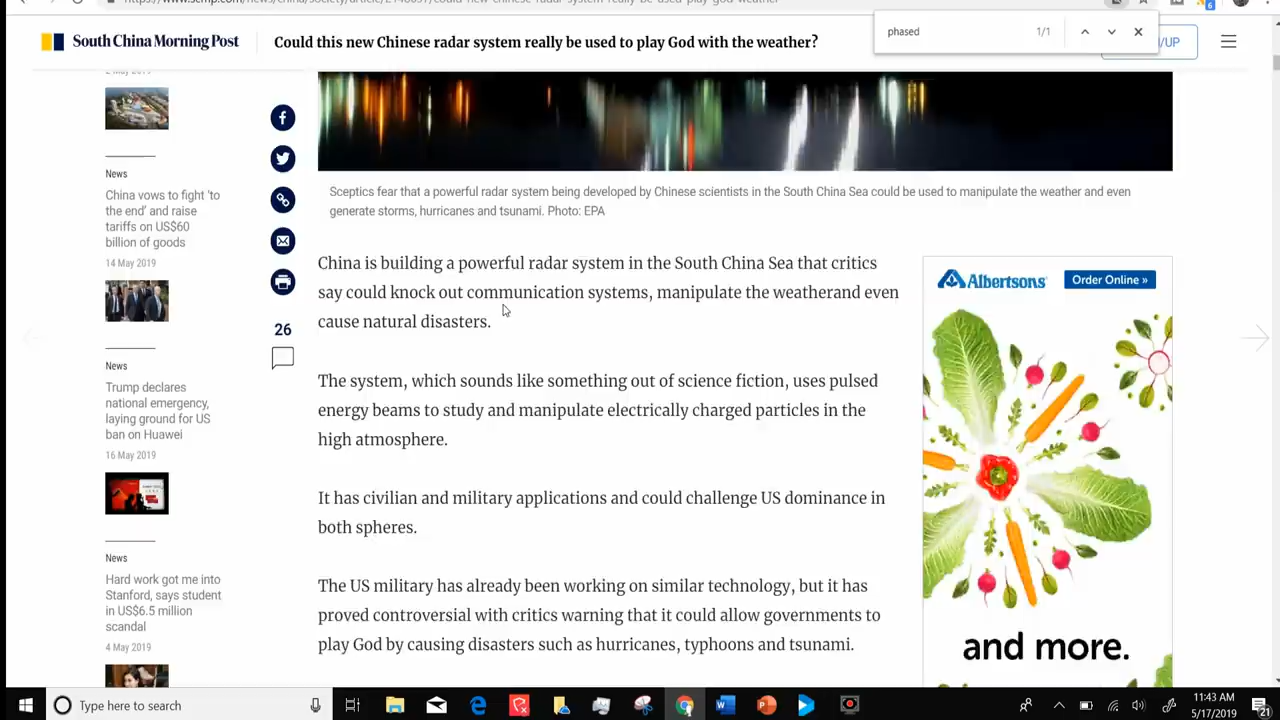 South China Morning Post
Could this new Chinese radar system really be used to play God with the weather?
phased
1/1
/UP
News
China vows to fight 'to
the end' and raise
tariffs on US$60
billion of goods
14 May 2019
News
Trump declares
national emergency,
laying ground for US
ban on Huawei
16 May 2019
News
Hard work got me into
Stanford, says student
in US$6.5 million
scandal
4 May 2019
26
Sceptics fear that a powerful radar system being developed by Chinese scientists in the South China Sea could be used to manipulate the weather and even
generate storms, hurricanes and tsunami. Photo: EPA
China is building a powerful radar system in the South China Sea that critics
say could knock out communication systems, manipulate the weatherand even
cause natural disasters.
The system, which sounds like something out of science fiction, uses pulsed
energy beams to study and manipulate electrically charged particles in the
high atmosphere.
It has civilian and military applications and could challenge US dominance in
both spheres.
The US military has already been working on similar technology, but it has
proved controversial with critics warning that it could allow governments to
play God by causing disasters such as hurricanes, typhoons and tsunami.
Albertsons
Order Online »
and more.
Type here to search
11:43 AM
5/17/2019
21